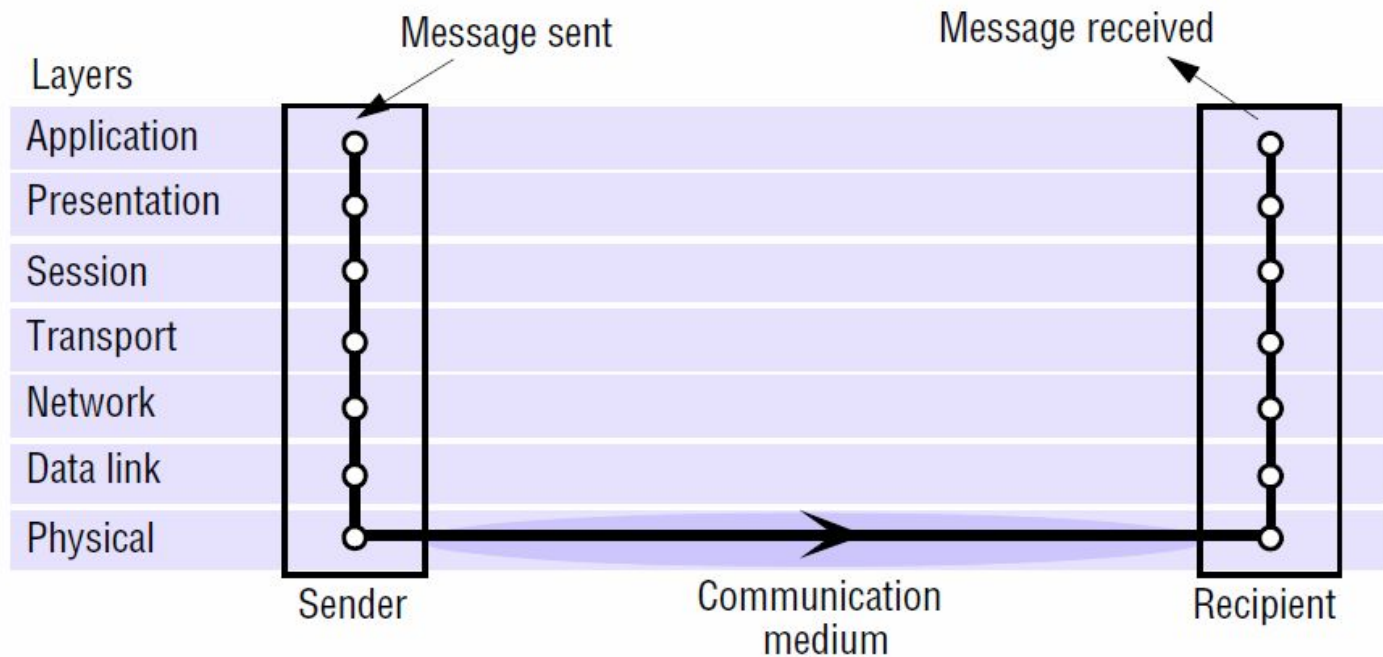 Message sent
Message received
Layers
Application
Presentation
Session
Transport
Network
Data link
Physical
Sender
Communication
medium
Recipient